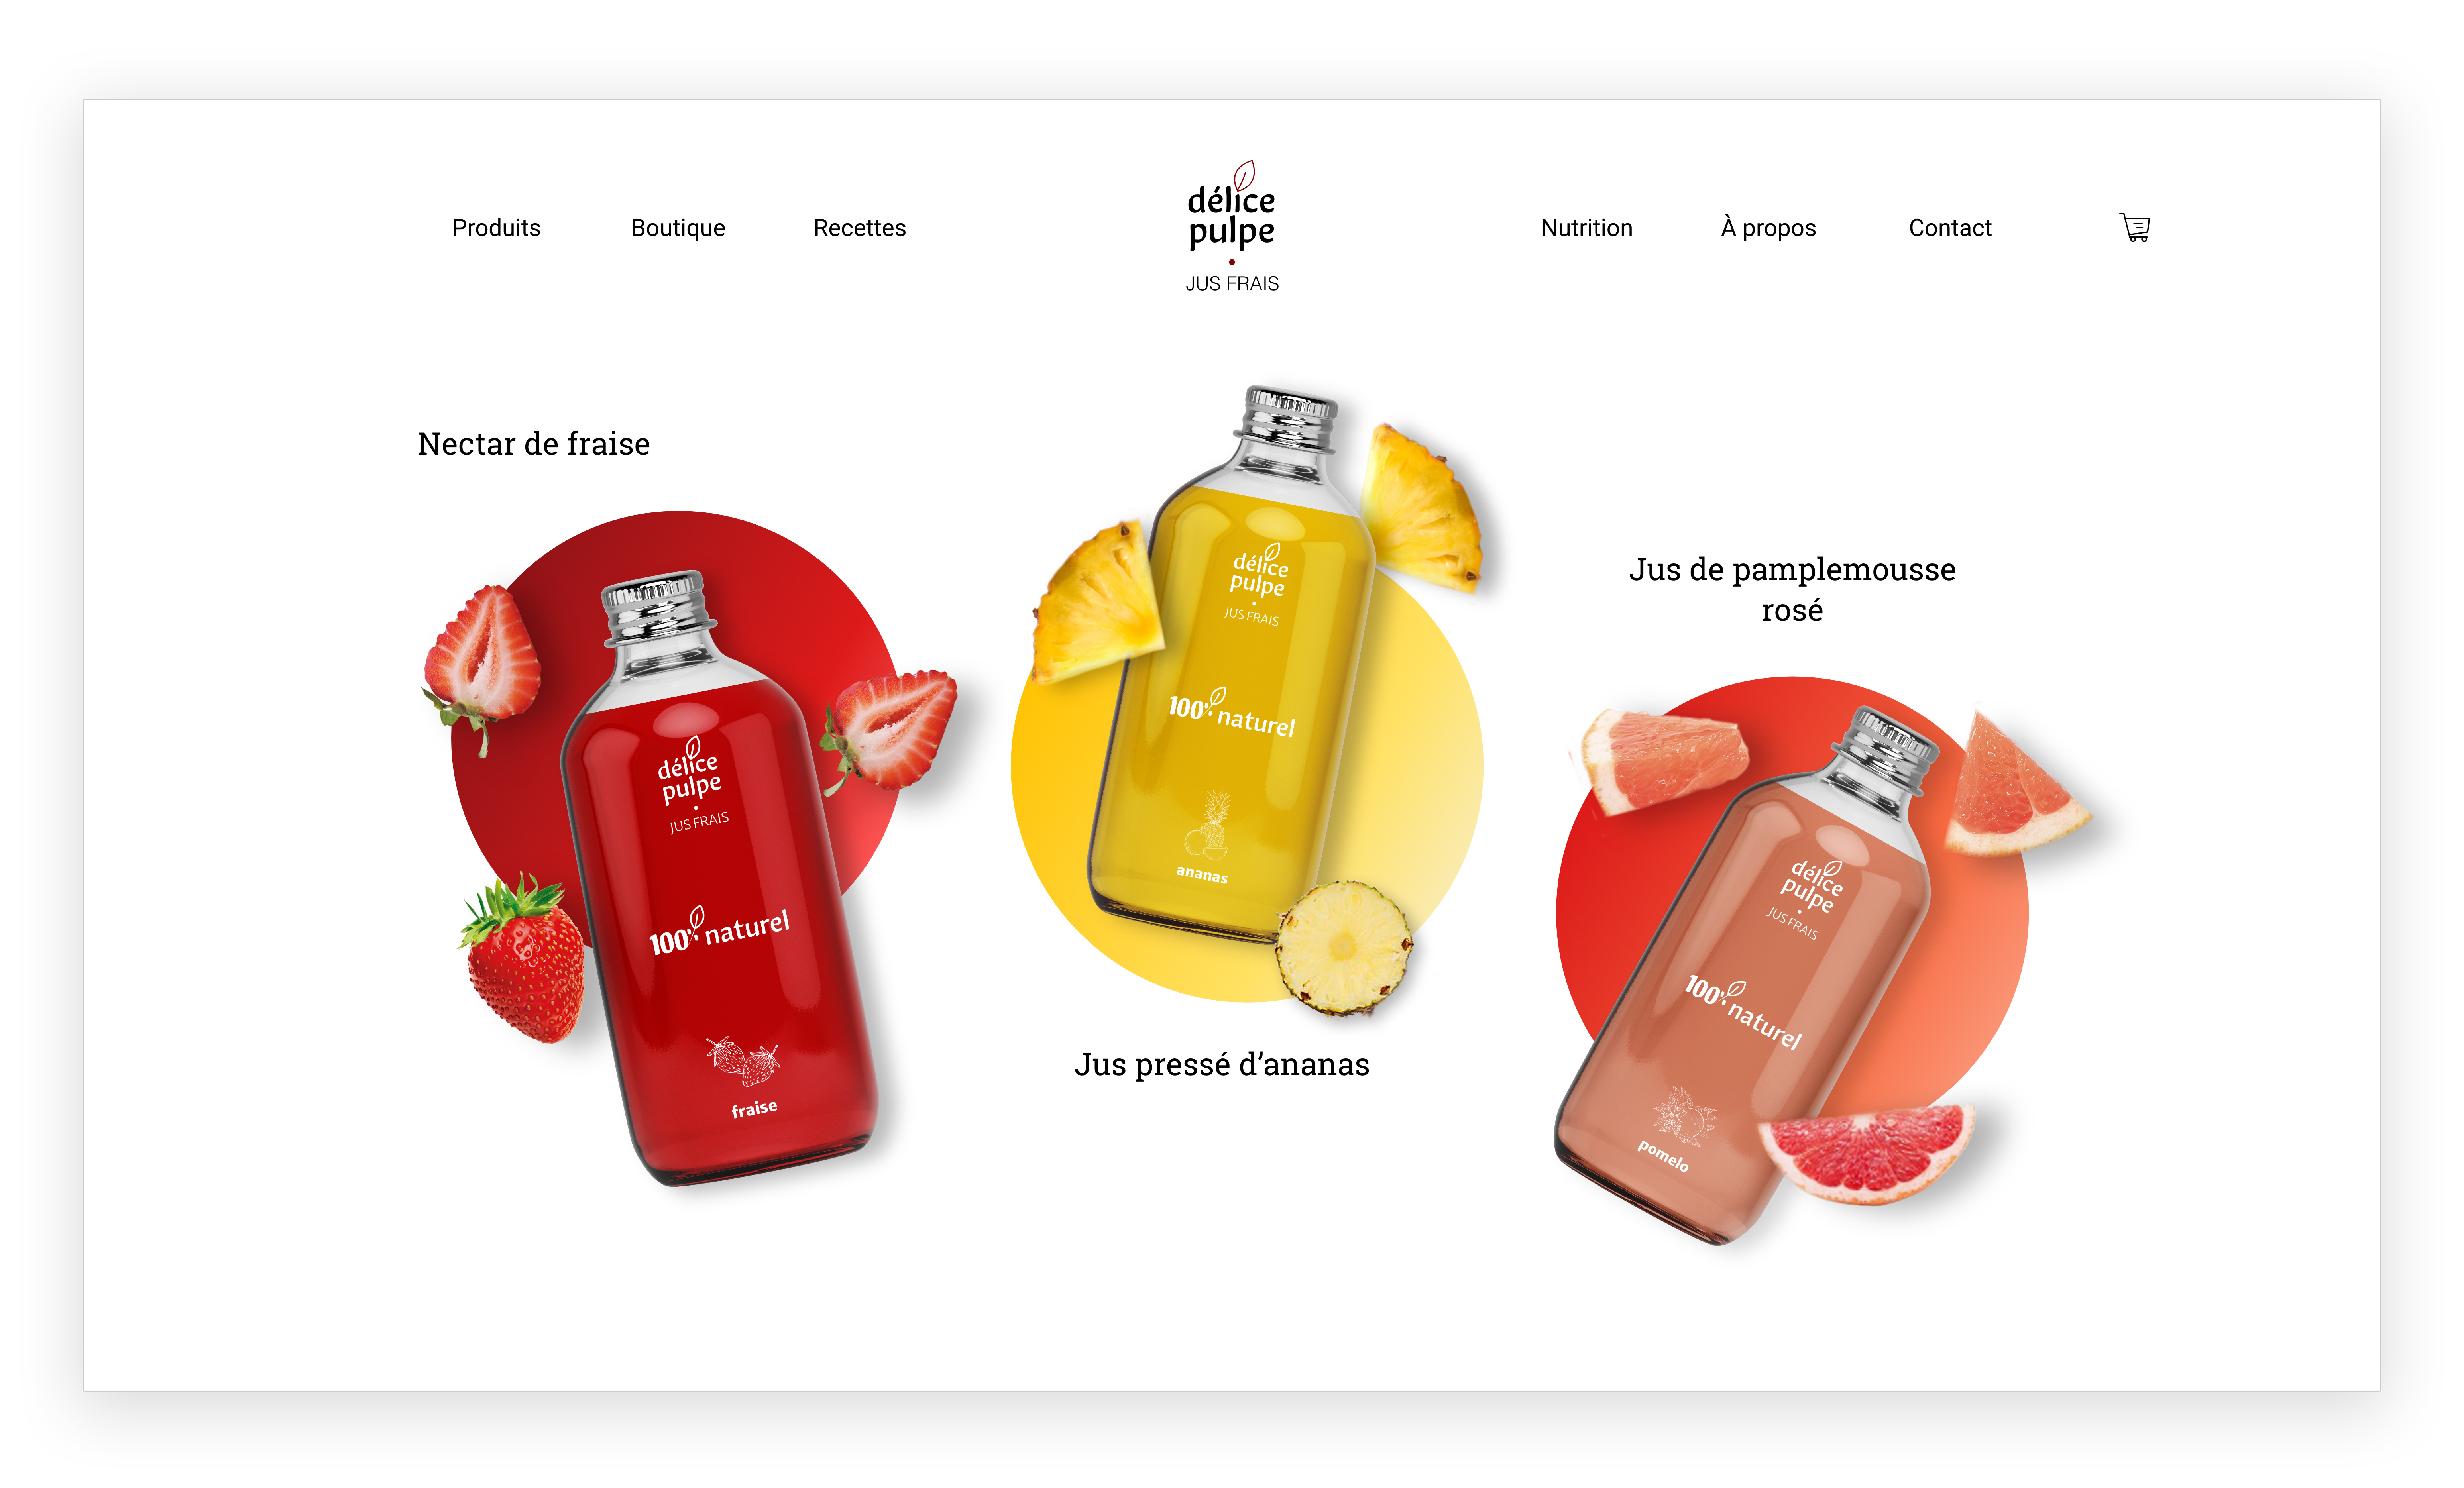 Produits
Boutique
Recettes
délice
pulpe
JUS FRAIS
Nutrition
À propos
Contact
Nectar de fraise
délice
pulpe
JUS FRAIS
100% naturel
fraise
délice
pulpe
JUS FRAIS
100% naturel
ananas
Jus pressé d’ananas
Jus de pamplemousse
rosé
délice
pulpe
JUS FRAIS
100% naturel
pomelo